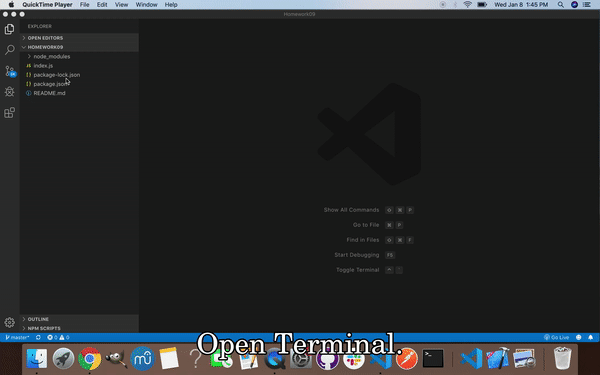 QuickTime Player File Edit View Window Help
Wed Jan 8 1:45 PM
Homework09
EXPLORER
OPEN EDITORS
HOMEWORK09
node_modules
index.js
package-lock.json
package.json
README.md
Show All Commands
P
Go to File
P
Find in Files
F
Start Debugging
F5
Toggle Terminal
OUTLINE
NPM SCRIPTS
master*
0
0
Go Live
Open Terminal.